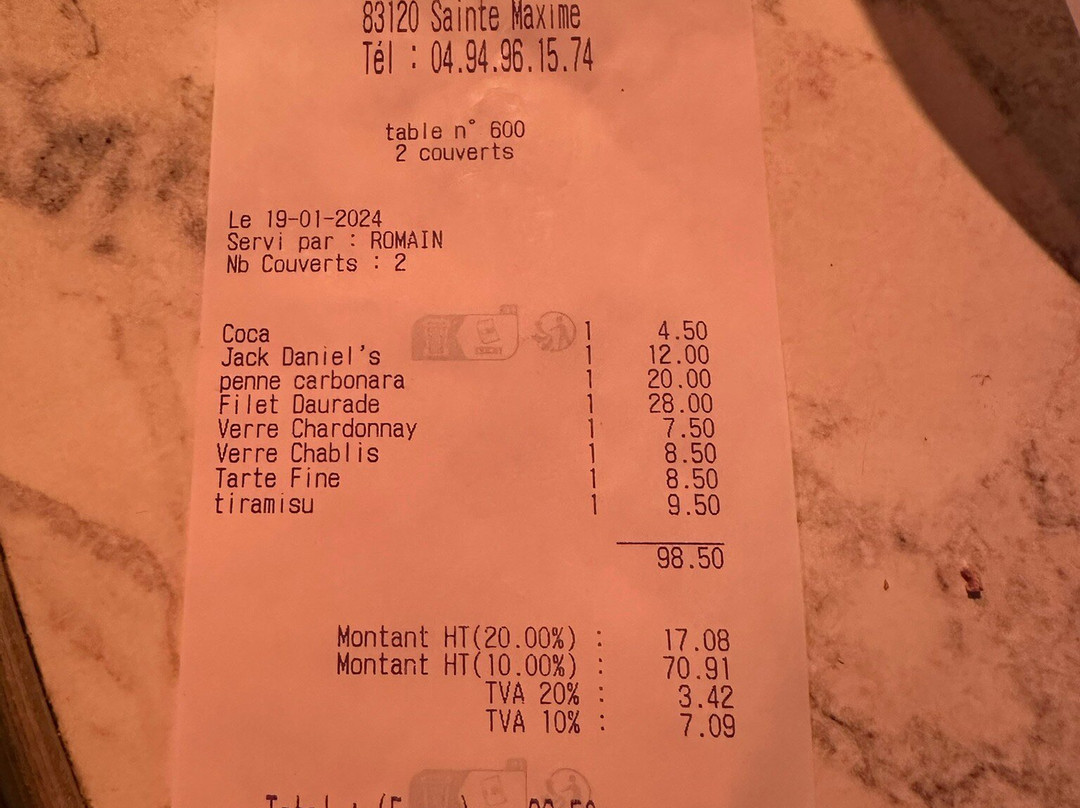 83120 Sainte Maxime
Tél : 04.94.96.15.74
table n° 600
2 couverts
Le 19-01-2024
Servi par : ROMAIN
Nb Couverts : 2
Coca 1 4.50
Jack Daniel's 1 12.00
penne carbonara 1 20.00
Filet Daurade 1 28.00
Verre Chardonnay 1 7.50
Verre Chablis 1 8.50
Tarte Fine 1 8.50
tiramisu 1 9.50
98.50
Montant HT(20.00%) : 17.08
Montant HT(10.00%) : 70.91
TVA 20% : 3.42
TVA 10% : 7.09
Total :